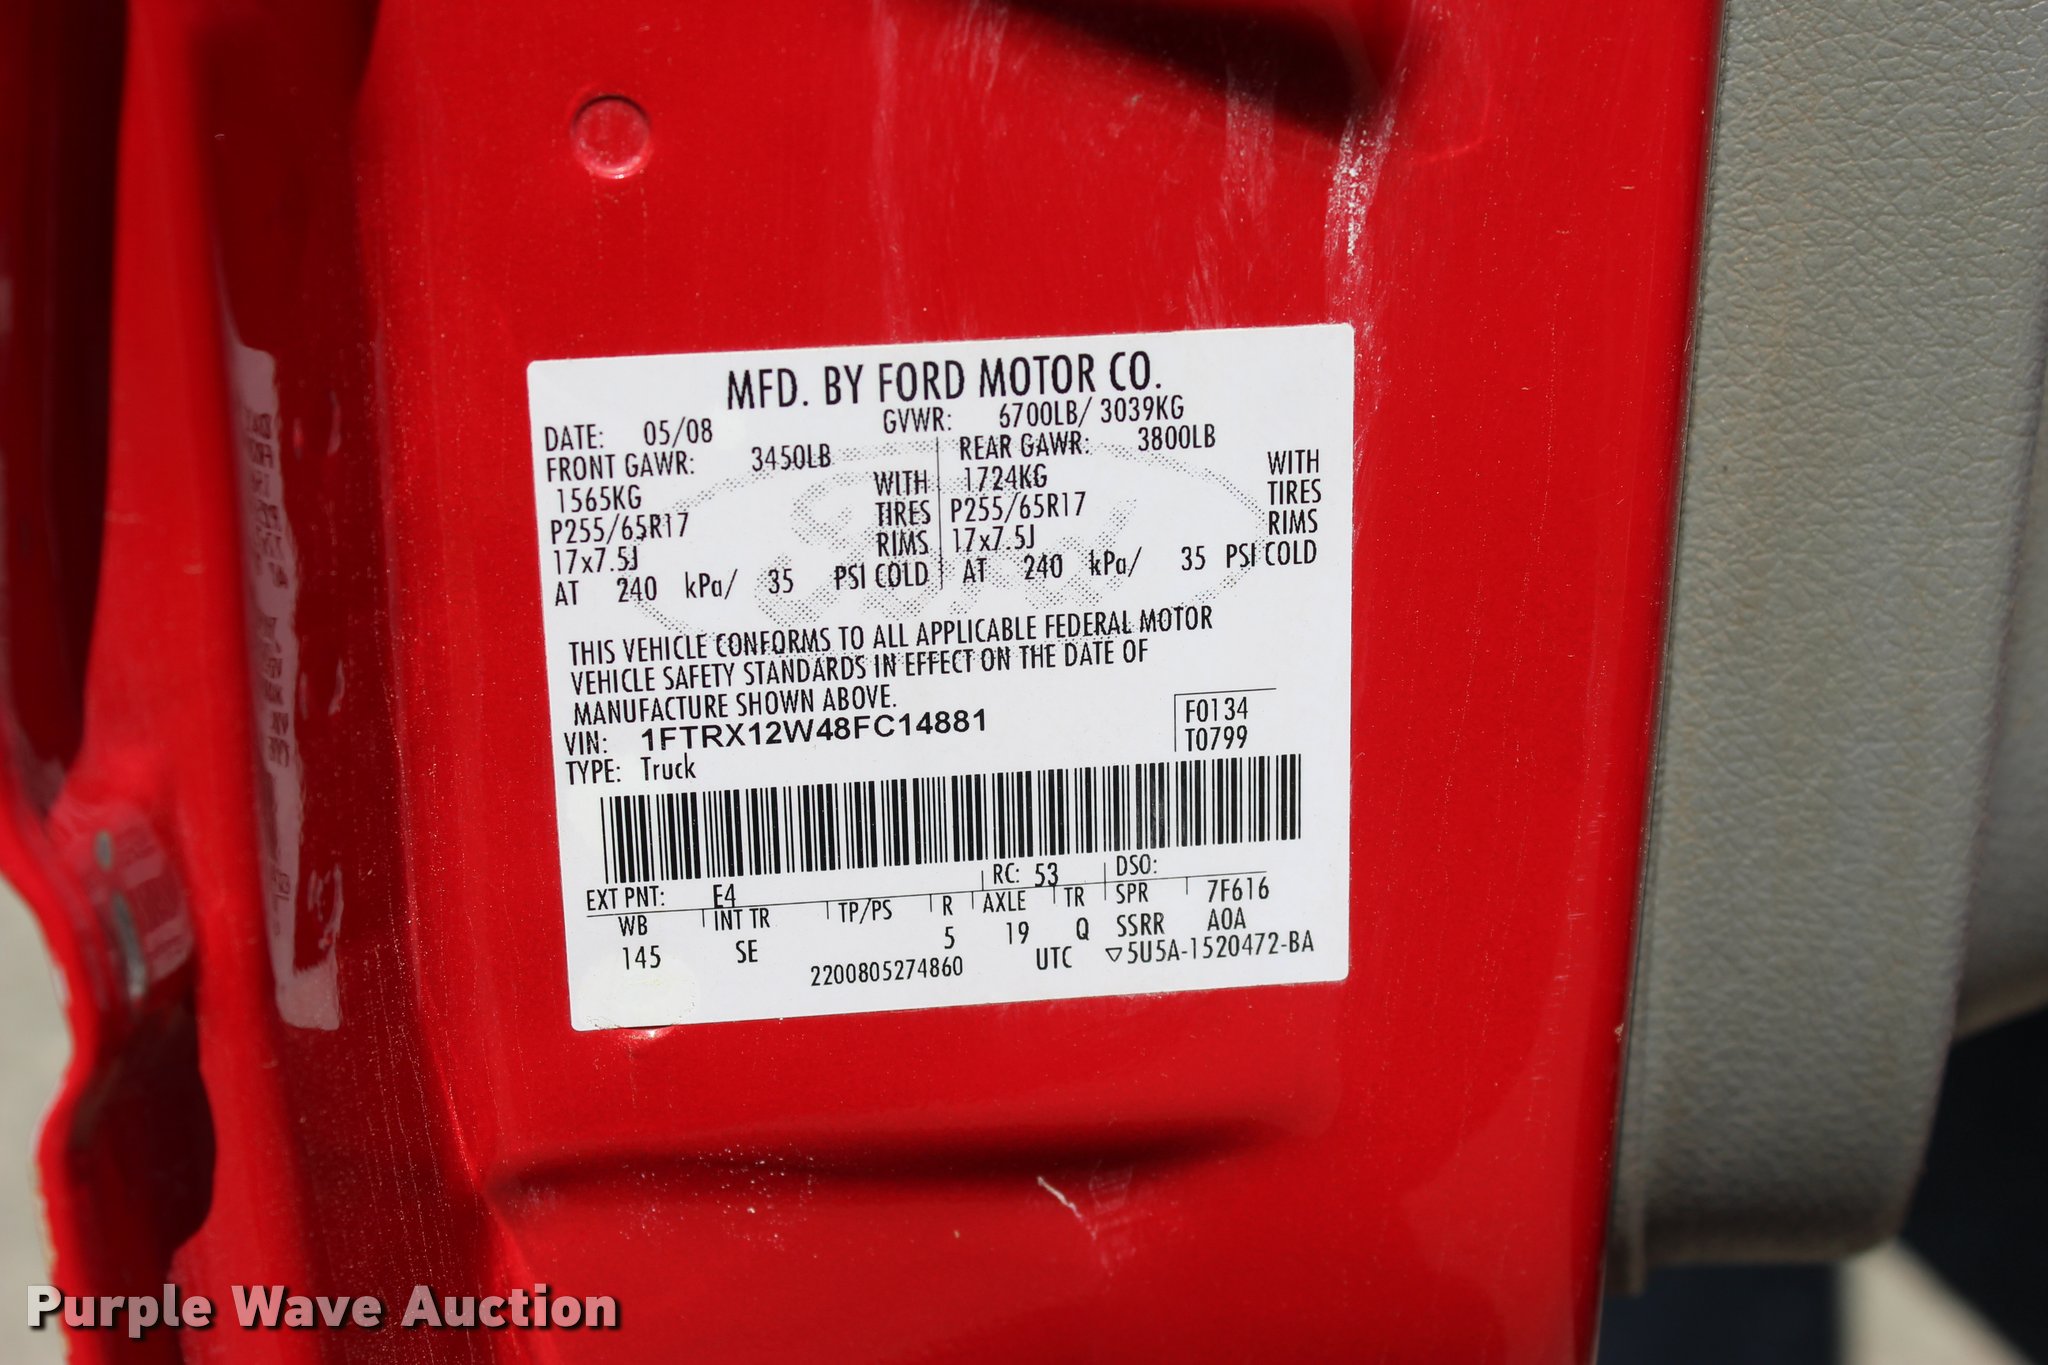 MFD. BY FORD MOTOR CO.
DATE: 05/08 GVWR: 6700LB/ 3039KG
FRONT GAWR: 3450LB REAR GAWR: 3800LB
1565KG WITH 1724KG WITH
P255/65R17 TIRES P255/65R17 TIRES
17x7.5J RIMS 17x7.5J RIMS
AT 240 kPa/ 35 PSI COLD AT 240 kPa/ 35 PSI COLD
THIS VEHICLE CONFORMS TO ALL APPLICABLE FEDERAL MOTOR
VEHICLE SAFETY STANDARDS IN EFFECT ON THE DATE OF
MANUFACTURE SHOWN ABOVE.
VIN: 1FTRX12W48FC14881 F0134
TYPE: Truck T0799
EXT PNT: E4 RC: 53 DSO:
WB INT TR TP/PS R AXLE TR SPR 7F616
145 SE 5 19 Q SSRR A0A
2200805274860 UTC ▽5U5A-1520472-BA
Purple Wave Auction